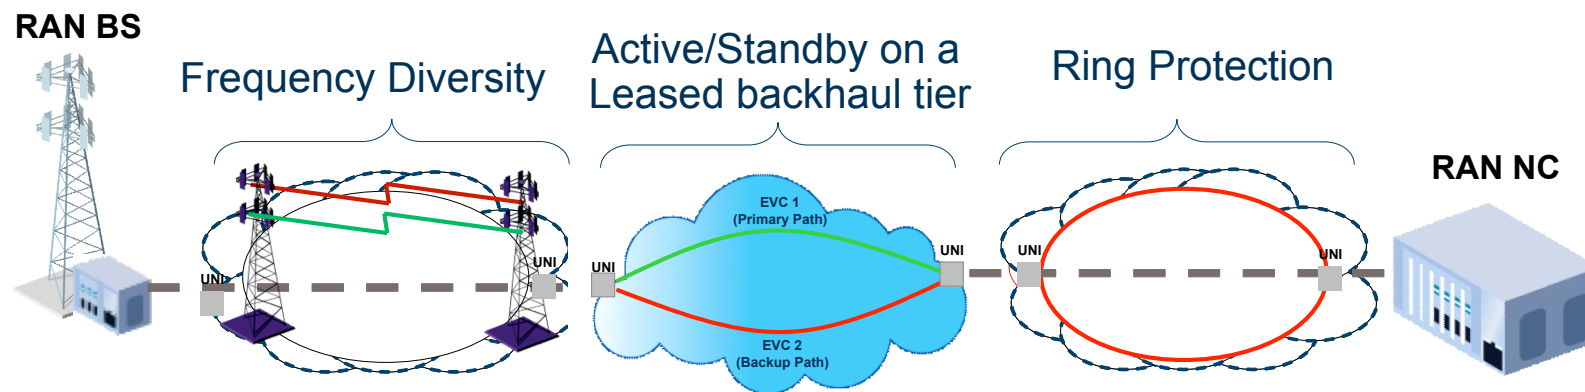 RAN BS
Frequency Diversity
Active/Standby on a
Leased backhaul tier
Ring Protection
RAN NC
EVC 1
(Primary Path)
UNI
UNI
UNI
UNI
UNI
UNI
EVC 2
(Backup Path)